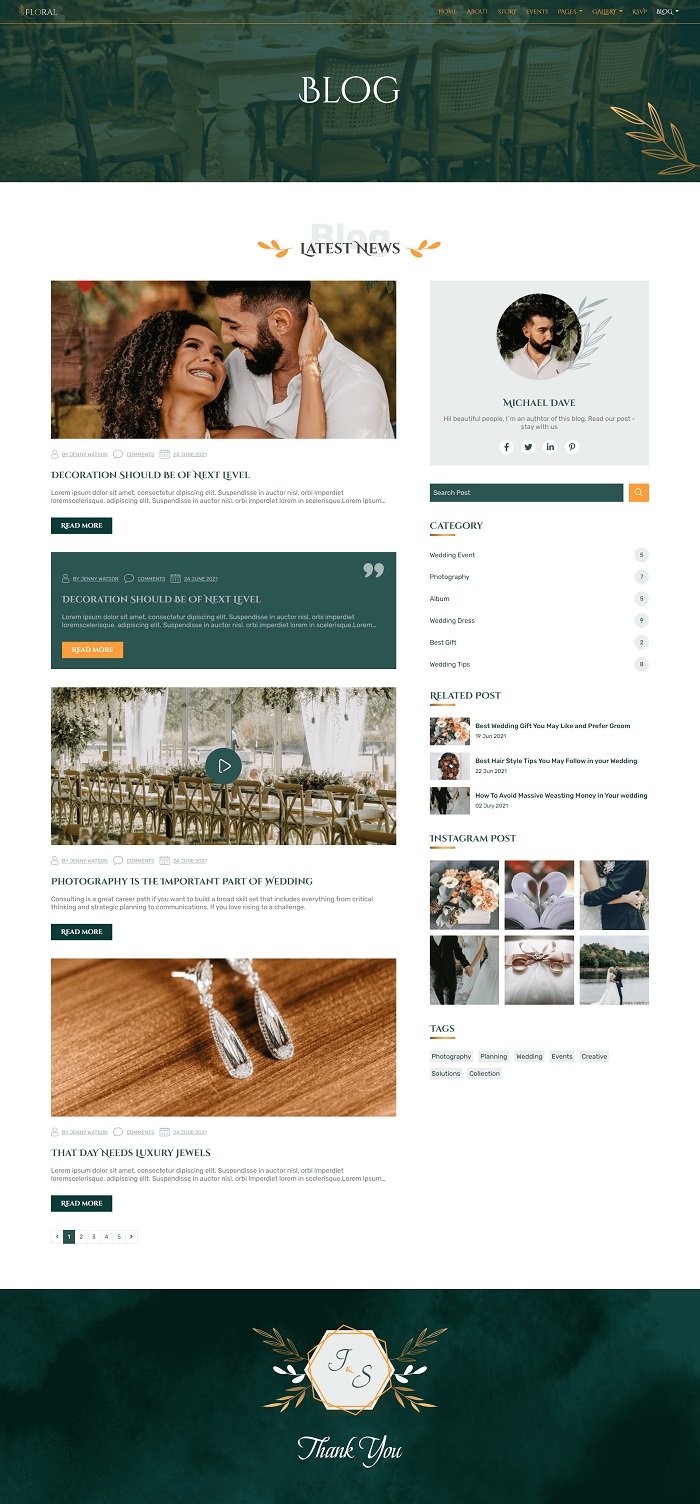 FLORAL
HOME ABOUT STORY EVENTS PAGES GALLERY RSVP BLOG
BLOG
Blog
LATEST NEWS
BY JENNY WATSON COMMENTS 24 JUNE 2021
DECORATION SHOULD BE OF NEXT LEVEL
Lorem ipsum dolor sit amet, consectetur dipiscing elit. Suspendisse in auctor nisl. orbi imperdiet
loremscelerisque. adipiscing elit. Suspendisse in auctor nisl. orbi imperdiet in scelerisque.Lorem ipsum...
READ MORE
BY JENNY WATSON COMMENTS 24 JUNE 2021
DECORATION SHOULD BE OF NEXT LEVEL
Lorem ipsum dolor sit amet, consectetur dipiscing elit. Suspendisse in auctor nisl. orbi imperdiet
loremscelerisque, adipiscing elit. Suspendisse in auctor nisl. orbi imperdiet in scelerisque.Lorem...
READ MORE
BY JENNY WATSON COMMENTS 24 JUNE 2021
PHOTOGRAPHY IS THE IMPORTANT PART OF WEDDING
Consulting is a great career path if you want to build a broad skill set that includes everything from critical
thinking and strategic planning to communications. If you love rising to a challenge.
READ MORE
BY JENNY WATSON COMMENTS 24 JUNE 2021
THAT DAY NEEDS LUXURY JEWELS
Lorem ipsum dolor sit amet, consectetur dipiscing elit. Suspendisse in auctor nisl. orbi imperdiet
loremscelerisque. adipiscing elit. Suspendisse in auctor nisl. orbi imperdiet in scelerisque.Lorem ipsum...
READ MORE
1 2 3 4 5
MICHAEL DAVE
Hi! beautiful people. I`m an authtor of this blog. Read our post -
stay with us
Search Post
CATEGORY
Wedding Event 5
Photography 7
Album 5
Wedding Dress 9
Best Gift 2
Wedding Tips 8
RELATED POST
Best Wedding Gift You May Like and Prefer Groom
19 Jun 2021
Best Hair Style Tips You May Follow in your Wedding
22 Jun 2021
How To Avoid Massive Weasting Money in Your wedding
02 July 2021
INSTAGRAM POST
TAGS
Photography Planning Wedding Events Creative
Solutions Collection
J & S
Thank You